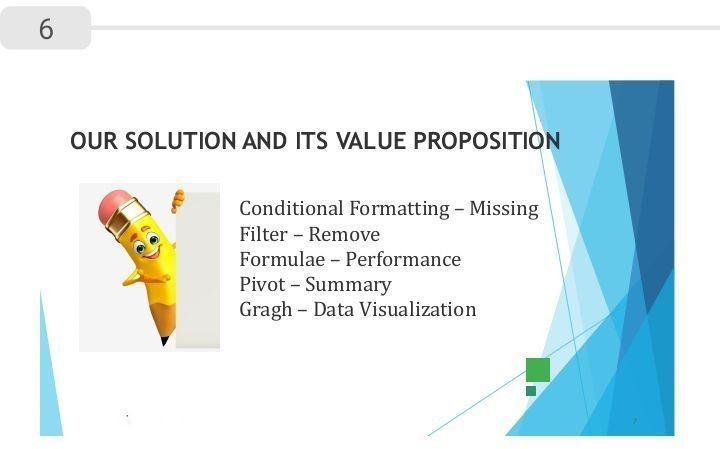 6
OUR SOLUTION AND ITS VALUE PROPOSITION
Conditional Formatting – Missing
Filter – Remove
Formulae – Performance
Pivot – Summary
Gragh – Data Visualization
7